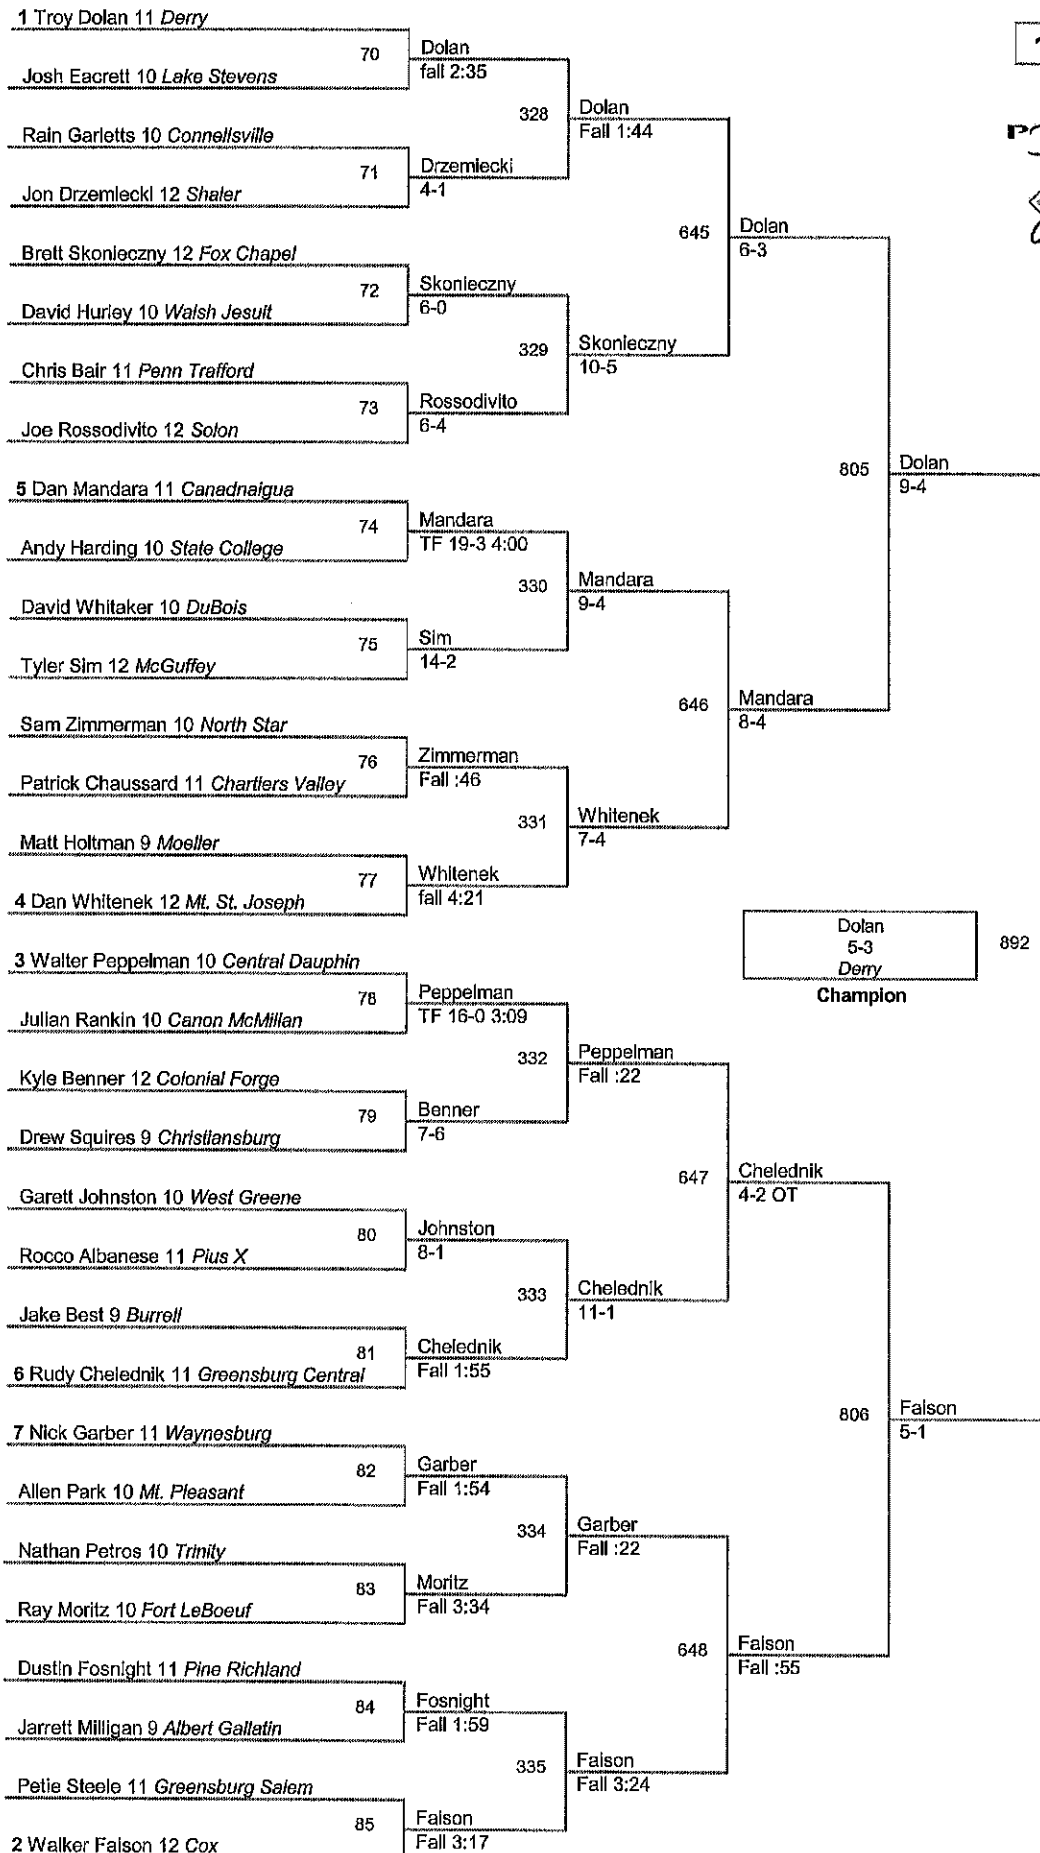 1 Troy Dolan 11 Derry
70
Dolan
fall 2:35
Josh Eacrett 10 Lake Stevens
328
Dolan
Fall 1:44
Rain Garletts 10 Connellsville
71
Drzemiecki
4-1
Jon Drzemiecki 12 Shaler
645
Dolan
6-3
Brett Skonieczny 12 Fox Chapel
72
Skonieczny
6-0
David Hurley 10 Walsh Jesuit
329
Skonieczny
10-5
Chris Bair 11 Penn Trafford
73
Rossodivito
6-4
Joe Rossodivito 12 Solon
805
Dolan
9-4
5 Dan Mandara 11 Canadnaigua
74
Mandara
TF 19-3 4:00
Andy Harding 10 State College
330
Mandara
9-4
David Whitaker 10 DuBois
75
Sim
14-2
Tyler Sim 12 McGuffey
646
Mandara
8-4
Sam Zimmerman 10 North Star
76
Zimmerman
Fall :46
Patrick Chaussard 11 Chartiers Valley
331
Whitenek
7-4
Matt Holtman 9 Moeller
77
Whitenek
fall 4:21
4 Dan Whitenek 12 Mt. St. Joseph
Dolan
5-3
Derry
892
Champion
3 Walter Peppelman 10 Central Dauphin
78
Peppelman
TF 16-0 3:09
Julian Rankin 10 Canon McMillan
332
Peppelman
Fall :22
Kyle Benner 12 Colonial Forge
79
Benner
7-6
Drew Squires 9 Christiansburg
647
Chelednik
4-2 OT
Garett Johnston 10 West Greene
80
Johnston
8-1
Rocco Albanese 11 Pius X
333
Chelednik
11-1
Jake Best 9 Burrell
81
Chelednik
Fall 1:55
6 Rudy Chelednik 11 Greensburg Central
806
Faison
5-1
7 Nick Garber 11 Waynesburg
82
Garber
Fall 1:54
Allen Park 10 Mt. Pleasant
334
Garber
Fall :22
Nathan Petros 10 Trinity
83
Moritz
Fall 3:34
Ray Moritz 10 Fort LeBoeuf
648
Faison
Fall :55
Dustin Fosnight 11 Pine Richland
84
Fosnight
Fall 1:59
Jarrett Milligan 9 Albert Gallatin
335
Faison
Fall 3:24
Petie Steele 11 Greensburg Salem
85
Faison
Fall 3:17
2 Walker Faison 12 Cox